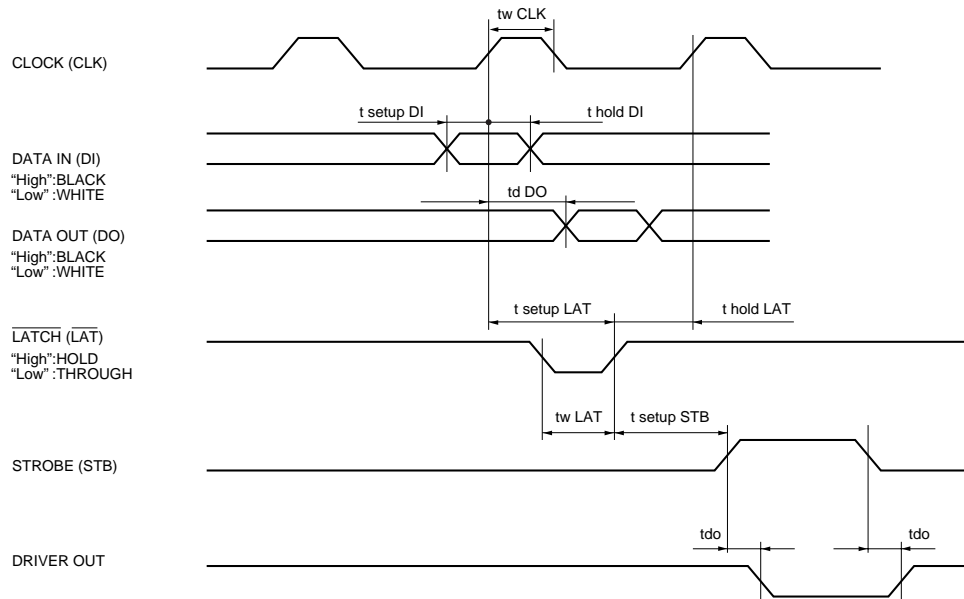 tw CLK
CLOCK (CLK)
t setup DI
t hold DI
DATA IN (DI)
“High”:BLACK
“Low” :WHITE
td DO
DATA OUT (DO)
“High”:BLACK
“Low” :WHITE
t setup LAT
t hold LAT
LATCH (LAT)
“High”:HOLD
“Low” :THROUGH
tw LAT
t setup STB
STROBE (STB)
tdo
tdo
DRIVER OUT